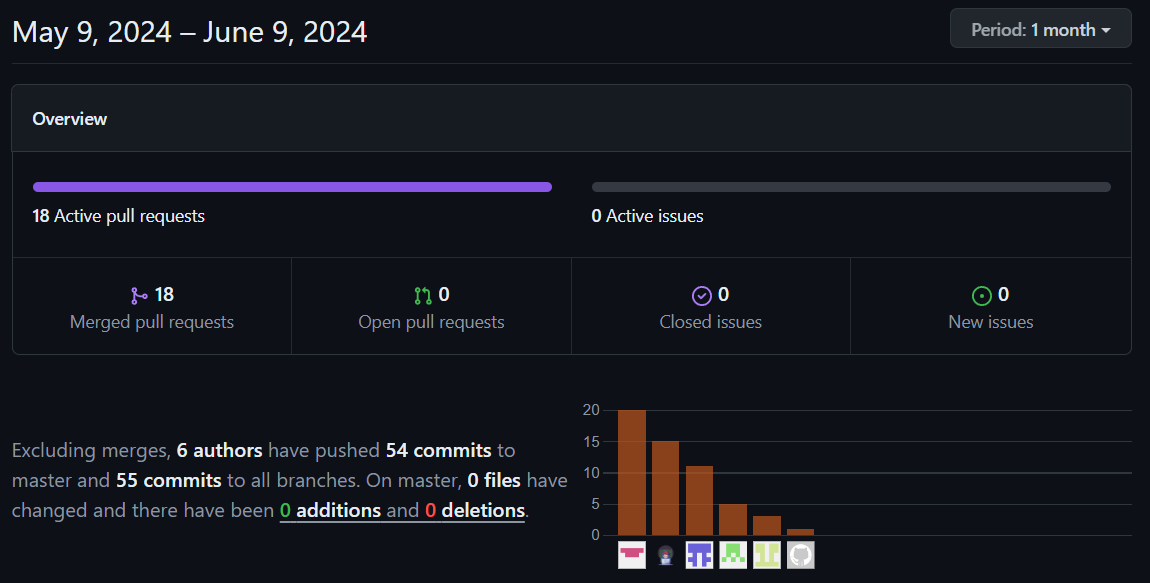 May 9, 2024 – June 9, 2024
Period: 1 month
Overview
18 Active pull requests
0 Active issues
18
Merged pull requests
0
Open pull requests
0
Closed issues
0
New issues
Excluding merges, 6 authors have pushed 54 commits to
master and 55 commits to all branches. On master, 0 files have
changed and there have been 0 additions and 0 deletions.
20
15
10
5
0